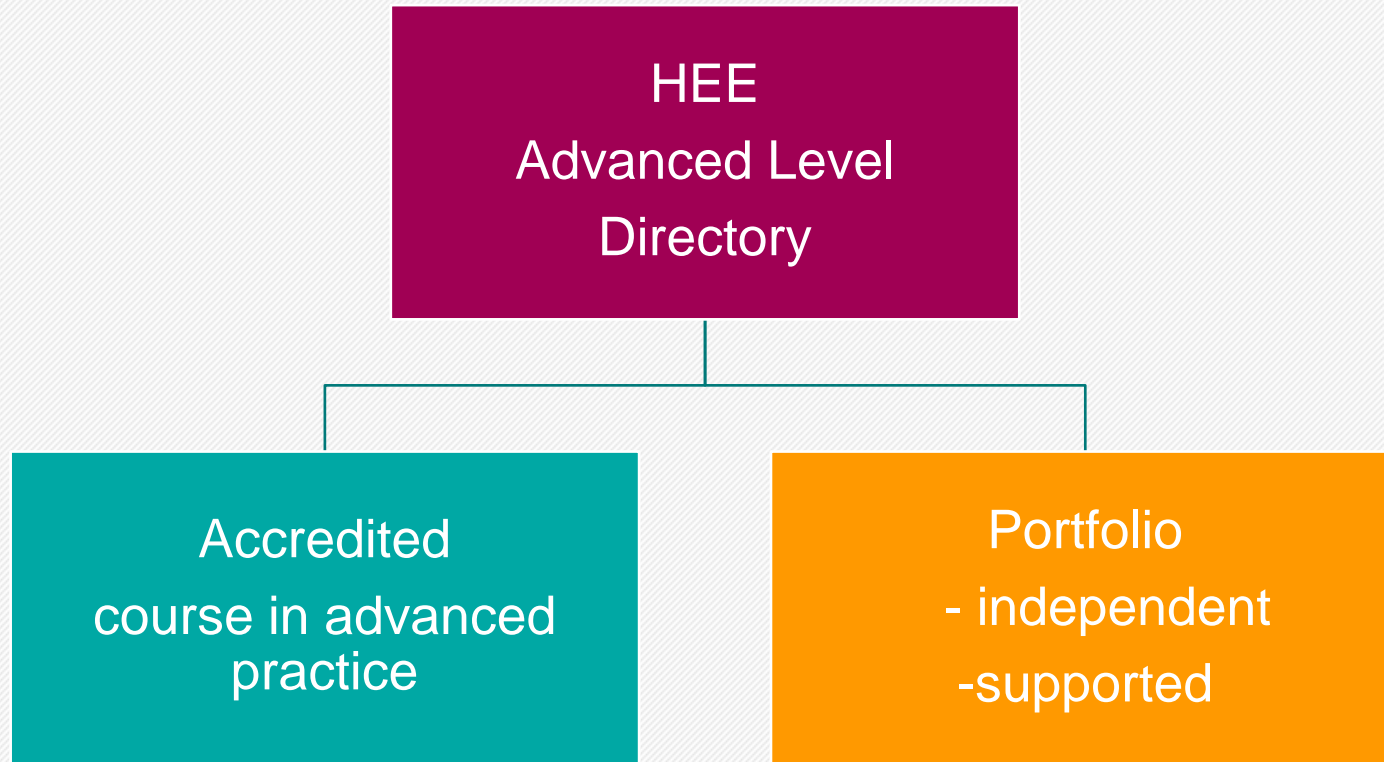 HEE
Advanced Level
Directory
Accredited
course in advanced
practice
Portfolio
- independent
-supported